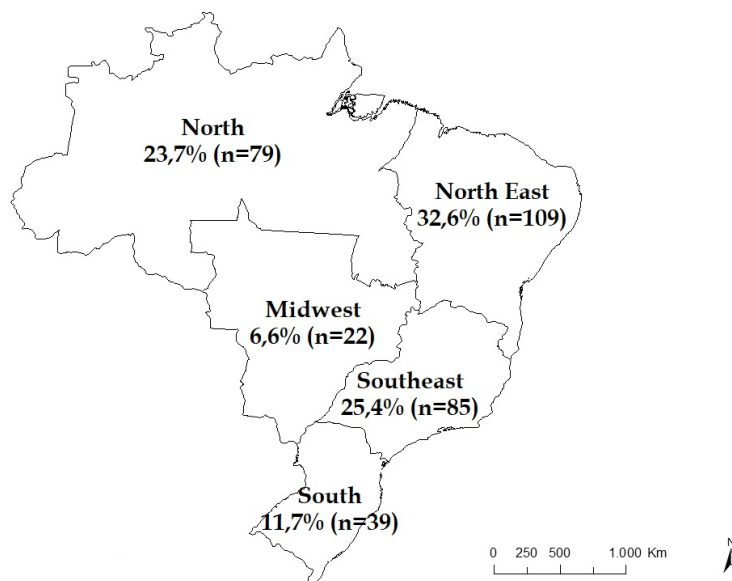 North
23,7% (n=79)
North East
32,6% (n=109)
Midwest
6,6% (n=22)
Southeast
25,4% (n=85)
South
11,7% (n=39)
0 250 500 1.000 Km
N